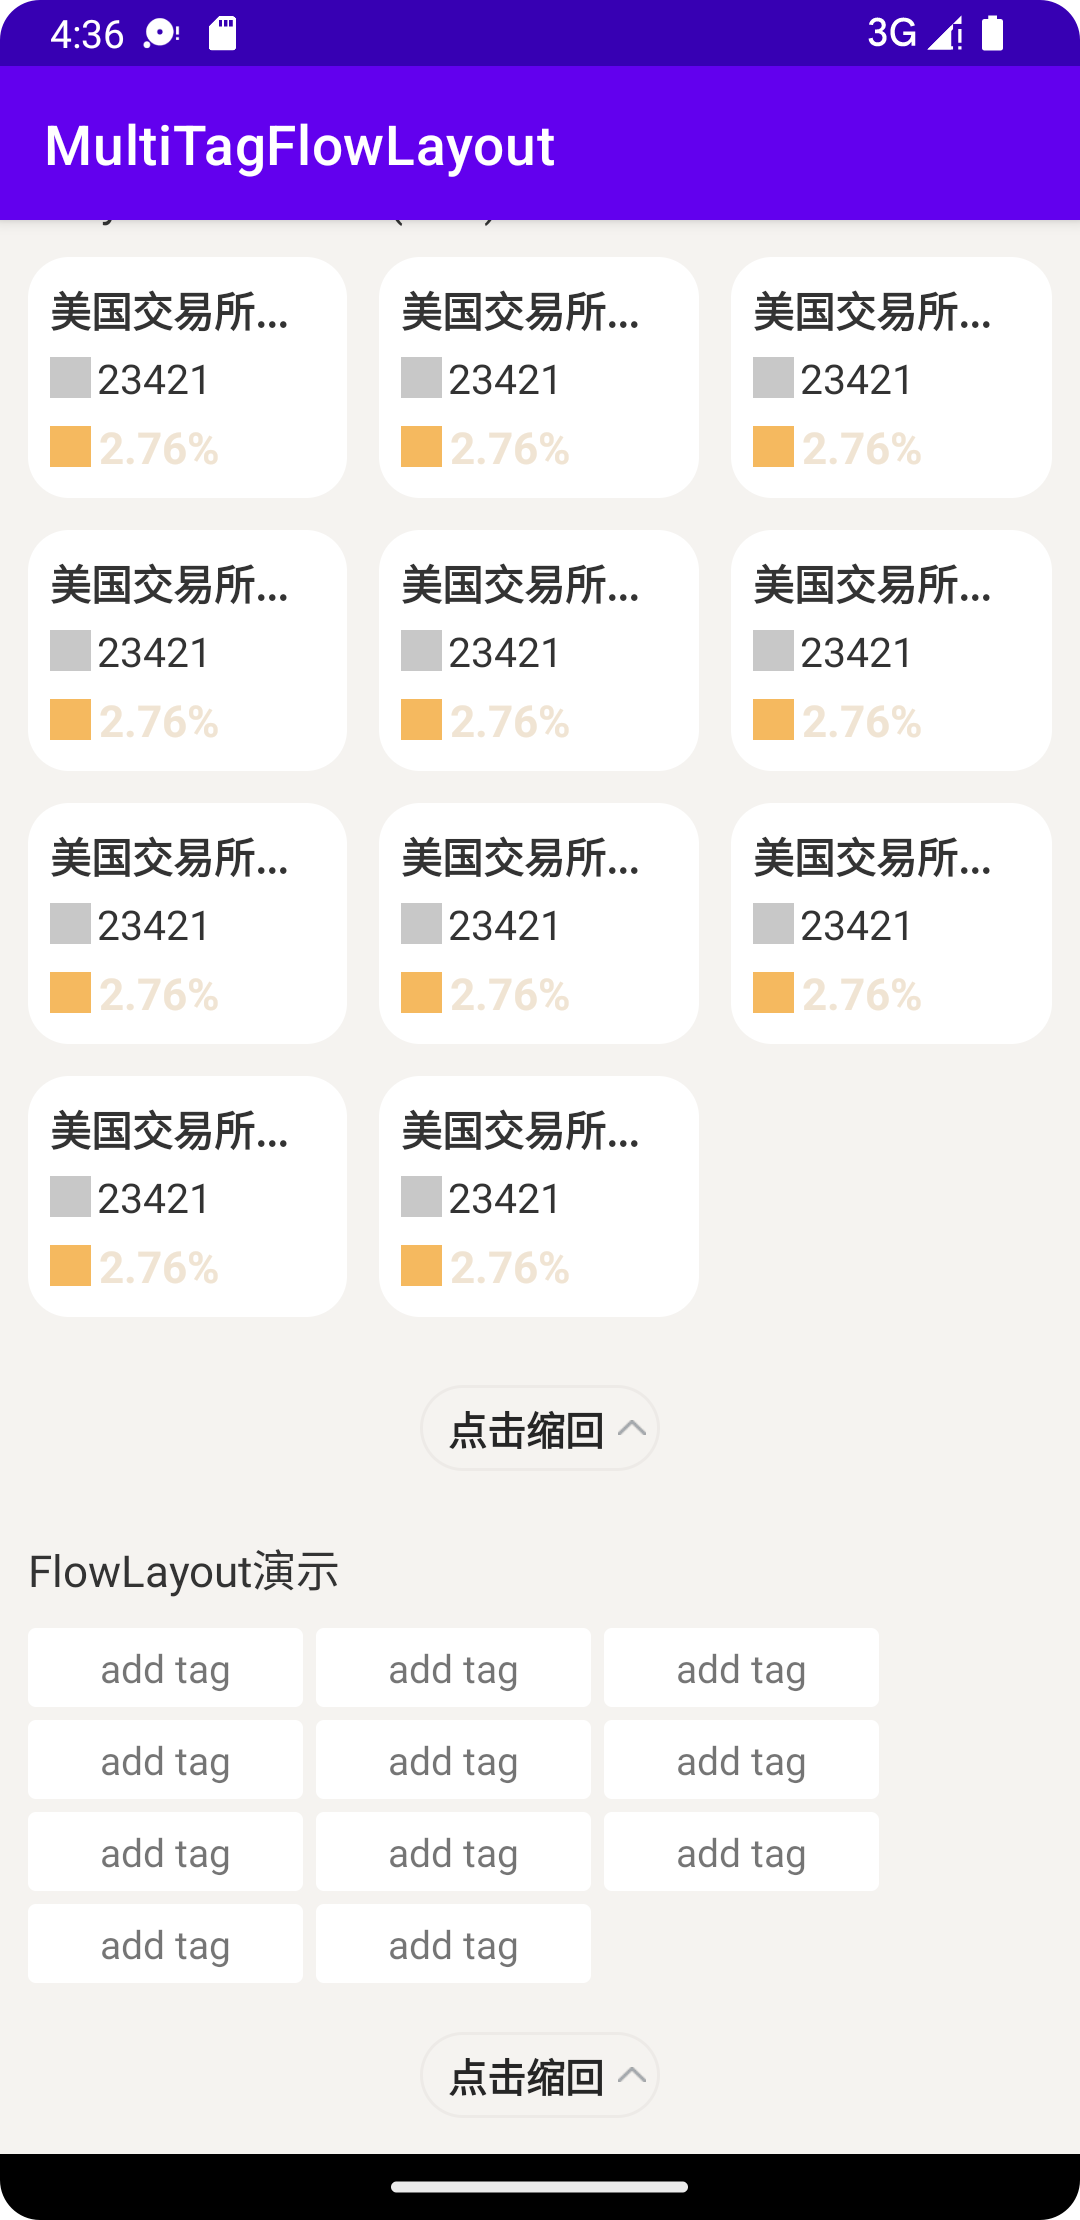 4:36
3G
MultiTagFlowLayout
美国交易所... 美国交易所... 美国交易所...
23421 23421 23421
2.76% 2.76% 2.76%
美国交易所... 美国交易所... 美国交易所...
23421 23421 23421
2.76% 2.76% 2.76%
美国交易所... 美国交易所... 美国交易所...
23421 23421 23421
2.76% 2.76% 2.76%
美国交易所... 美国交易所...
23421 23421
2.76% 2.76%
点击缩回
FlowLayout演示
add tag add tag add tag
add tag add tag add tag
add tag add tag add tag
add tag add tag
点击缩回